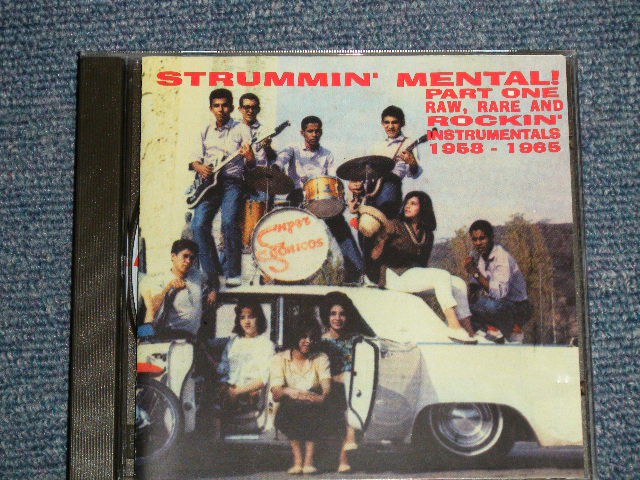 STRUMMIN' MENTAL!
PART ONE
RAW, RARE AND
ROCKIN'
INSTRUMENTALS
1958 - 1965
Super
Sonicos